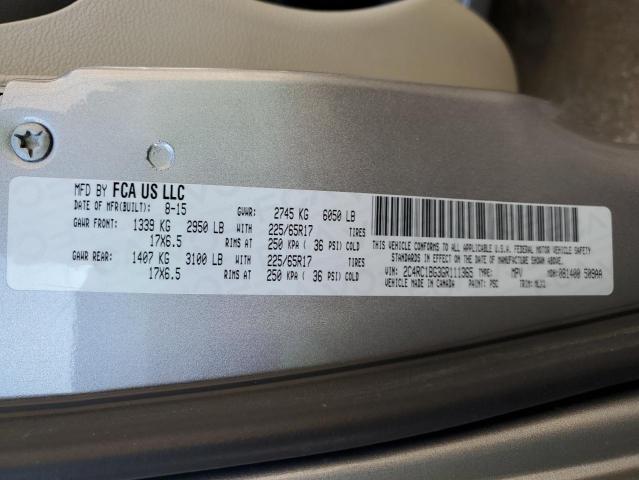 MFD BY FCA US LLC
DATE OF MFR(BUILT): 8-15 GVWR: 2745 KG 6050 LB
GAWR FRONT: 1339 KG 2950 LB WITH 225/65R17 TIRES
17X6.5 RIMS AT 250 KPA ( 36 PSI) COLD
GAWR REAR: 1407 KG 3100 LB WITH 225/65R17 TIRES
17X6.5 RIMS AT 250 KPA ( 36 PSI) COLD
THIS VEHICLE CONFORMS TO ALL APPLICABLE U.S.A. FEDERAL MOTOR VEHICLE SAFETY
STANDARDS IN EFFECT ON THE DATE OF MANUFACTURE SHOWN ABOVE.
VIN: 2C4RC1BG3GR111365 TYPE: MPV MDH: 081400 509AA
VEHICLE MADE IN CANADA PAINT: PSC TRIM: